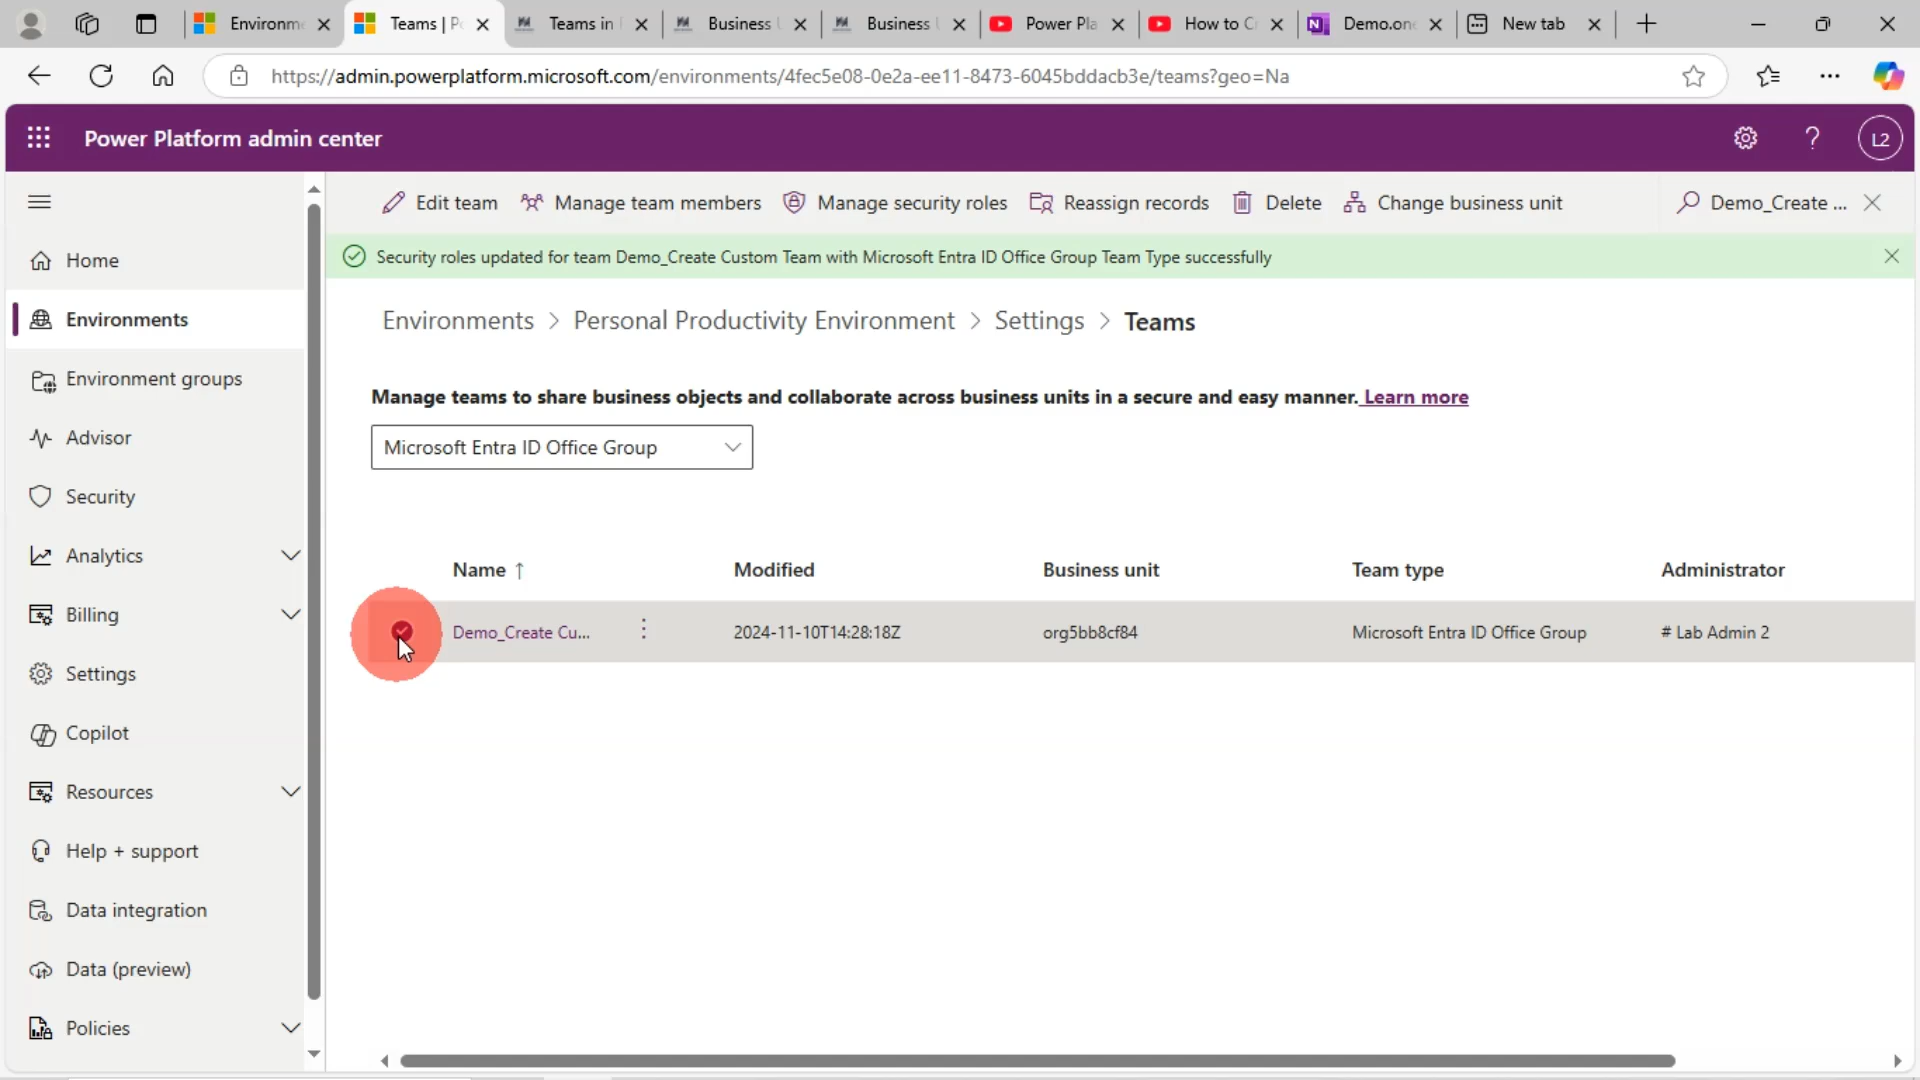 Environm
Teams | P
Teams in
Business
Business
Power Pla
How to C
Demo.on
New tab
https://admin.powerplatform.microsoft.com/environments/4fec5e08-0e2a-ee11-8473-6045bddacb3e/teams?geo=Na
Power Platform admin center
L2
Edit team
Manage team members
Manage security roles
Reassign records
Delete
Change business unit
Demo_Create ...
Security roles updated for team Demo_Create Custom Team with Microsoft Entra ID Office Group Team Type successfully
Home
Environments
Environment groups
Advisor
Security
Analytics
Billing
Settings
Copilot
Resources
Help + support
Data integration
Data (preview)
Policies
Environments > Personal Productivity Environment > Settings > Teams
Manage teams to share business objects and collaborate across business units in a secure and easy manner. Learn more
Microsoft Entra ID Office Group
Name ↑ Modified Business unit Team type Administrator
Demo_Create Cu... 2024-11-10T14:28:18Z org5bb8cf84 Microsoft Entra ID Office Group # Lab Admin 2